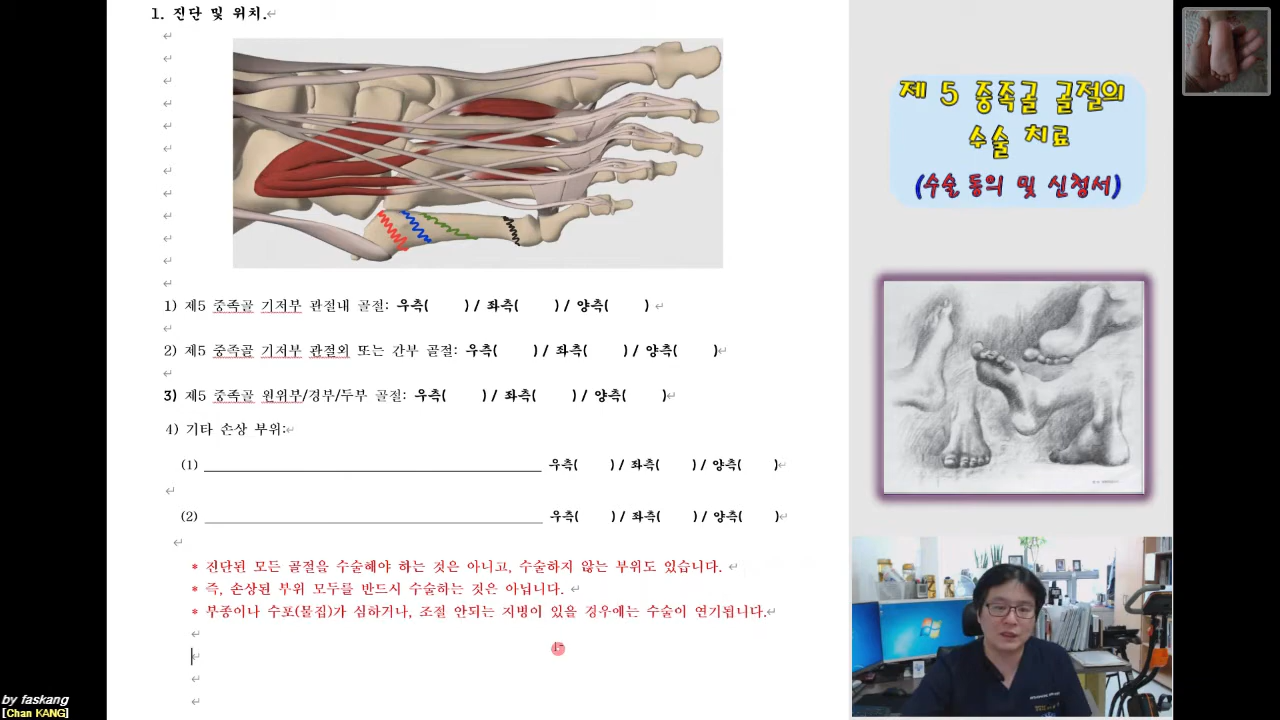 1. 진단 및 위치.
1) 제5 중족골 기저부 관절내 골절: 우측( ) / 좌측( ) / 양측( )
2) 제5 중족골 기저부 관절외 또는 간부 골절: 우측( ) / 좌측( ) / 양측( )
3) 제5 중족골 원위부/경부/두부 골절: 우측( ) / 좌측( ) / 양측( )
4) 기타 손상 부위:
(1) 우측( ) / 좌측( ) / 양측( )
(2) 우측( ) / 좌측( ) / 양측( )
* 진단된 모든 골절을 수술해야 하는 것은 아니고, 수술하지 않는 부위도 있습니다.
* 즉, 손상된 부위 모두를 반드시 수술하는 것은 아닙니다.
* 부종이나 수포(물집)가 심하거나, 조절 안되는 지병이 있을 경우에는 수술이 연기됩니다.
제 5 중족골 골절의
수술 치료
(수술 동의 및 신청서)
by faskang
[Chan KANG]